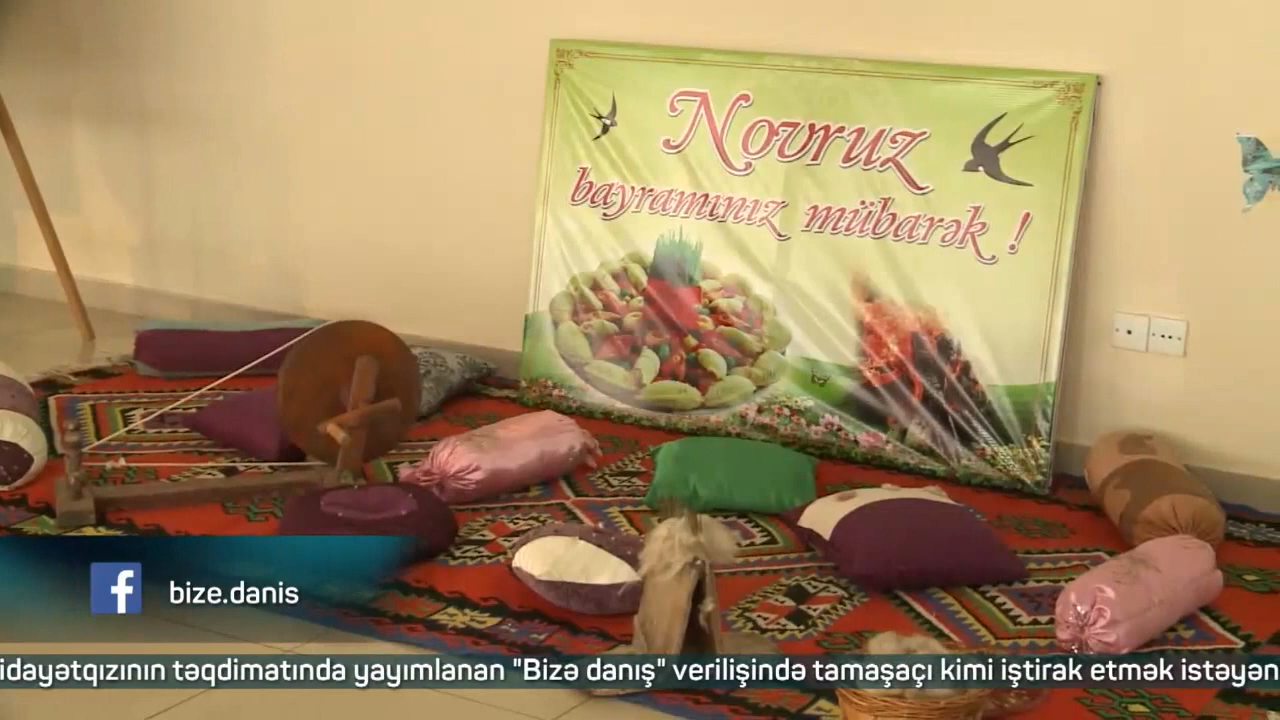 Novruz
bayramınız mübarək !
f
bize.danis
idayətqızının təqdimatında yayımlanan "Bizə danış" verilişində tamaşaçı kimi iştirak etmək istəyən